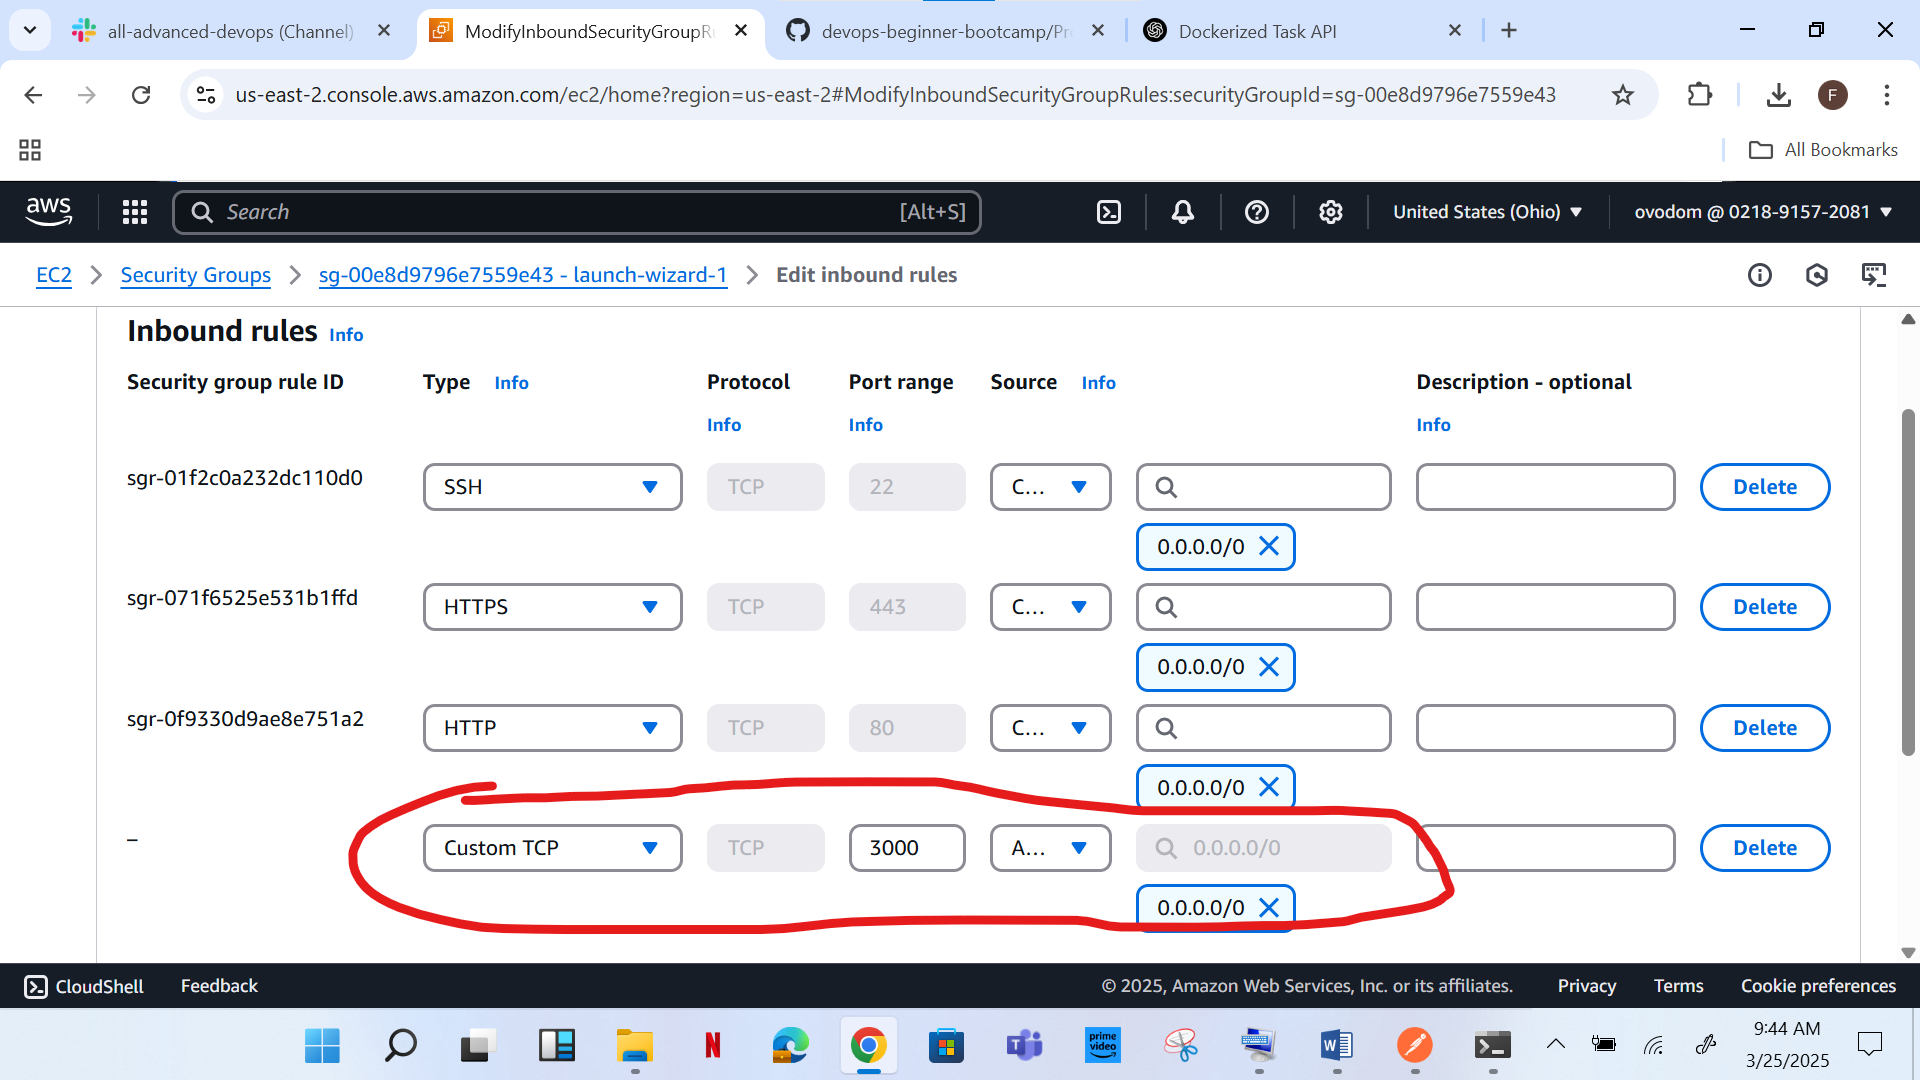 all-advanced-devops (Channel)
ModifyInboundSecurityGroupR
devops-beginner-bootcamp/Pr
Dockerized Task API
us-east-2.console.aws.amazon.com/ec2/home?region=us-east-2#ModifyInboundSecurityGroupRules:securityGroupId=sg-00e8d9796e7559e43
F
All Bookmarks
aws
Search
[Alt+S]
United States (Ohio)
ovodom @ 0218-9157-2081
EC2
Security Groups
sg-00e8d9796e7559e43 - launch-wizard-1
Edit inbound rules
Inbound rules Info
Security group rule ID
Type Info
Protocol
Port range
Source Info
Description - optional
Info
Info
Info
sgr-01f2c0a232dc110d0
SSH
TCP
22
C...
Delete
0.0.0.0/0
sgr-071f6525e531b1ffd
HTTPS
TCP
443
C...
Delete
0.0.0.0/0
sgr-0f9330d9ae8e751a2
HTTP
TCP
80
C...
Delete
0.0.0.0/0
–
Custom TCP
TCP
3000
A...
0.0.0.0/0
Delete
0.0.0.0/0
CloudShell
Feedback
© 2025, Amazon Web Services, Inc. or its affiliates.
Privacy
Terms
Cookie preferences
N
T
prime
video
W
9:44 AM
3/25/2025